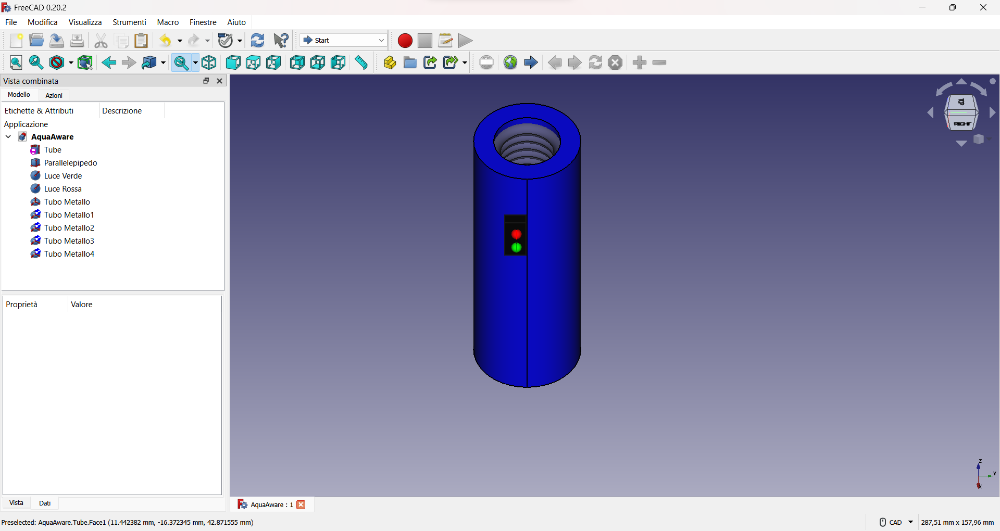 FreeCAD 0.20.2
File Modifica Visualizza Strumenti Macro Finestre Aiuto
Start
Vista combinata
Modello Azioni
Etichette & Attributi Descrizione
Applicazione
AquaAware
Tube
Parallelepipedo
Luce Verde
Luce Rossa
Tubo Metallo
Tubo Metallo1
Tubo Metallo2
Tubo Metallo3
Tubo Metallo4
RIGHT
Proprietà Valore
Z
Y
X
Vista Dati
AquaAware : 1
Preselected: AquaAware.Tube.Face1 (11.442382 mm, -16.372345 mm, 42.871555 mm)
CAD 287,51 mm x 157,96 mm